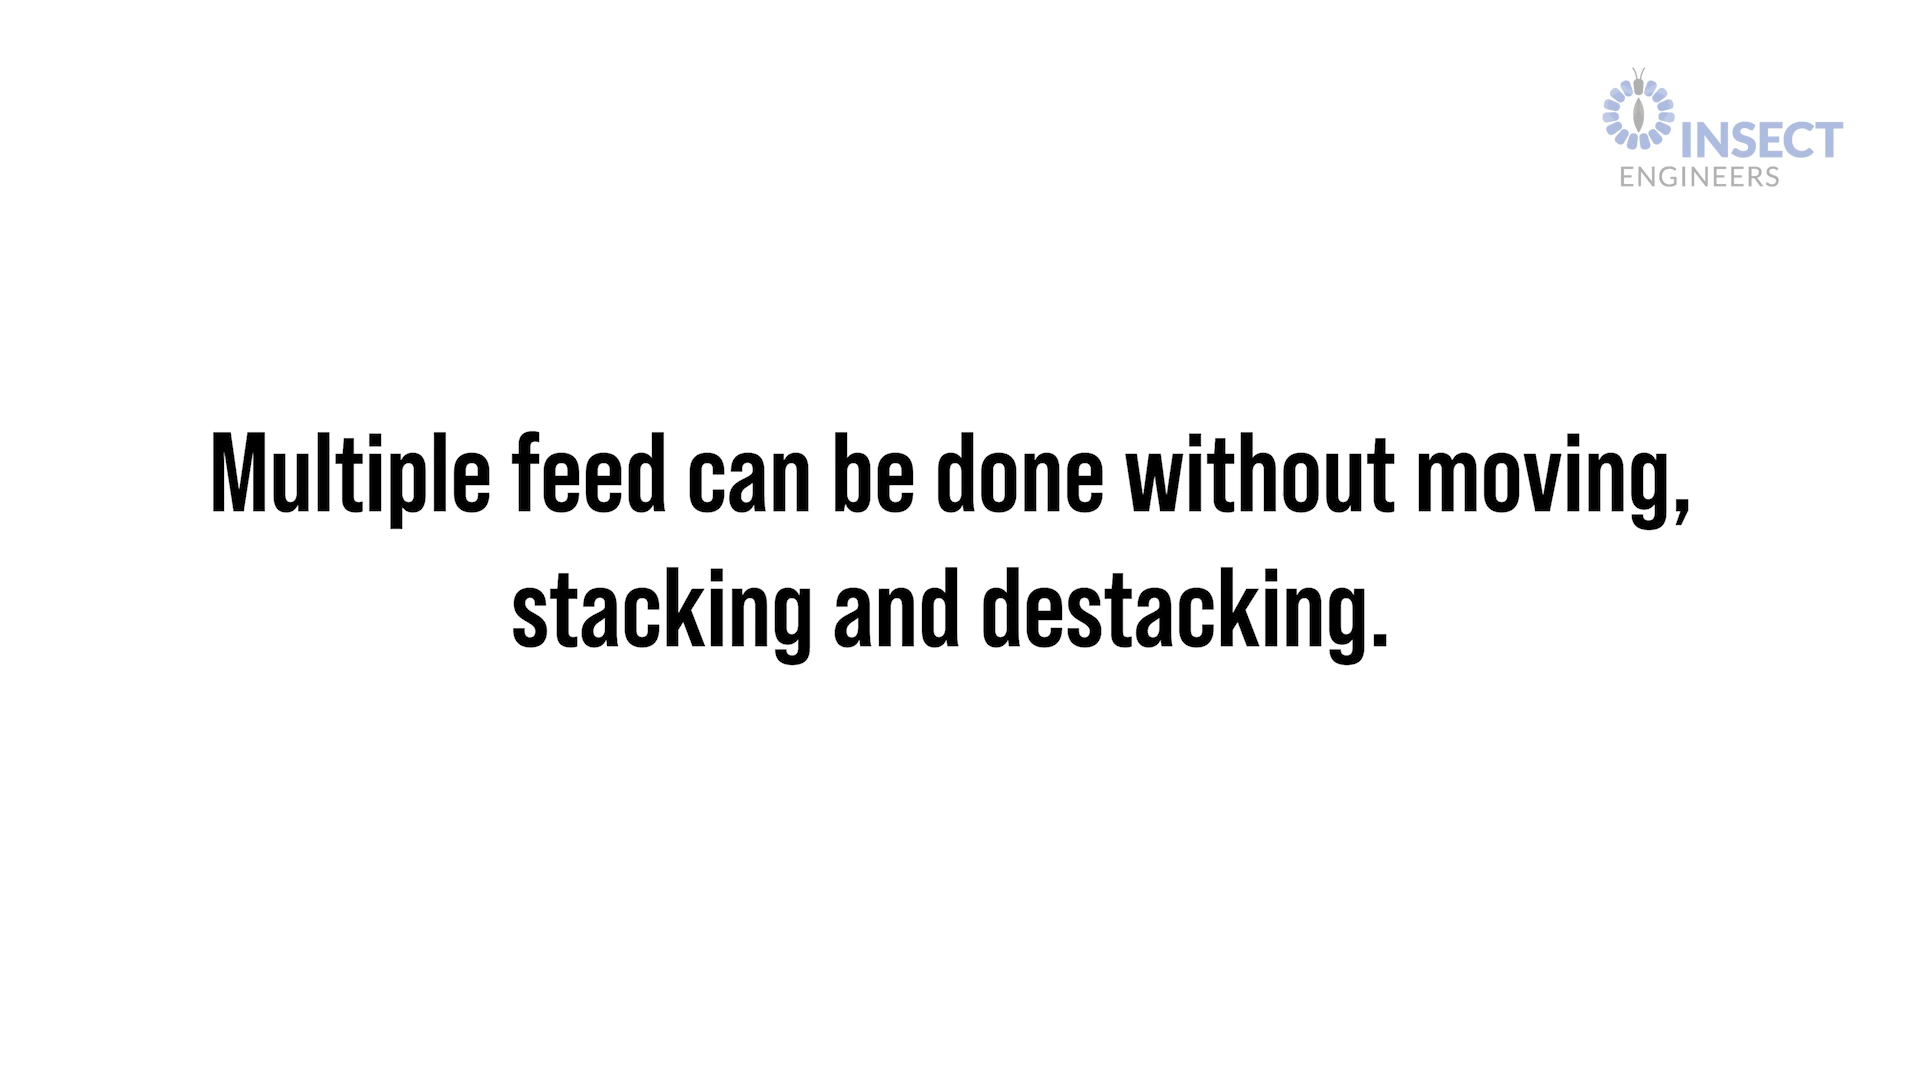 INSECT
ENGINEERS
Multiple feed can be done without moving,
stacking and destacking.